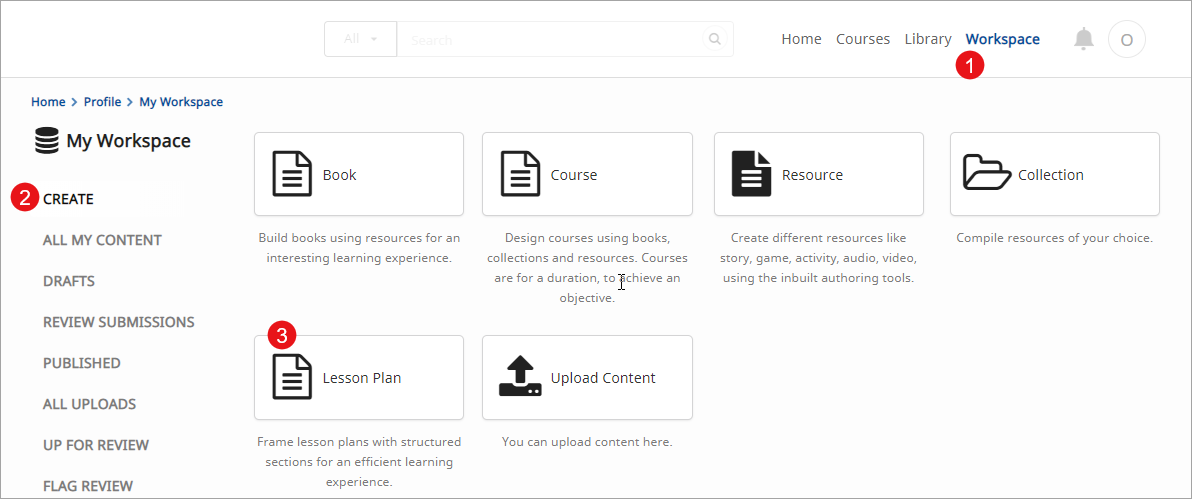 All
Search
Home Courses Library Workspace
O
1
Home > Profile > My Workspace
My Workspace
2
CREATE
ALL MY CONTENT
DRAFTS
REVIEW SUBMISSIONS
PUBLISHED
ALL UPLOADS
UP FOR REVIEW
FLAG REVIEW
Book
Build books using resources for an
interesting learning experience.
Course
Design courses using books,
collections and resources. Courses
are for a duration, to achieve an
objective.
Resource
Create different resources like
story, game, activity, audio, video,
using the inbuilt authoring tools.
Collection
Compile resources of your choice.
3
Lesson Plan
Frame lesson plans with structured
sections for an efficient learning
experience.
Upload Content
You can upload content here.